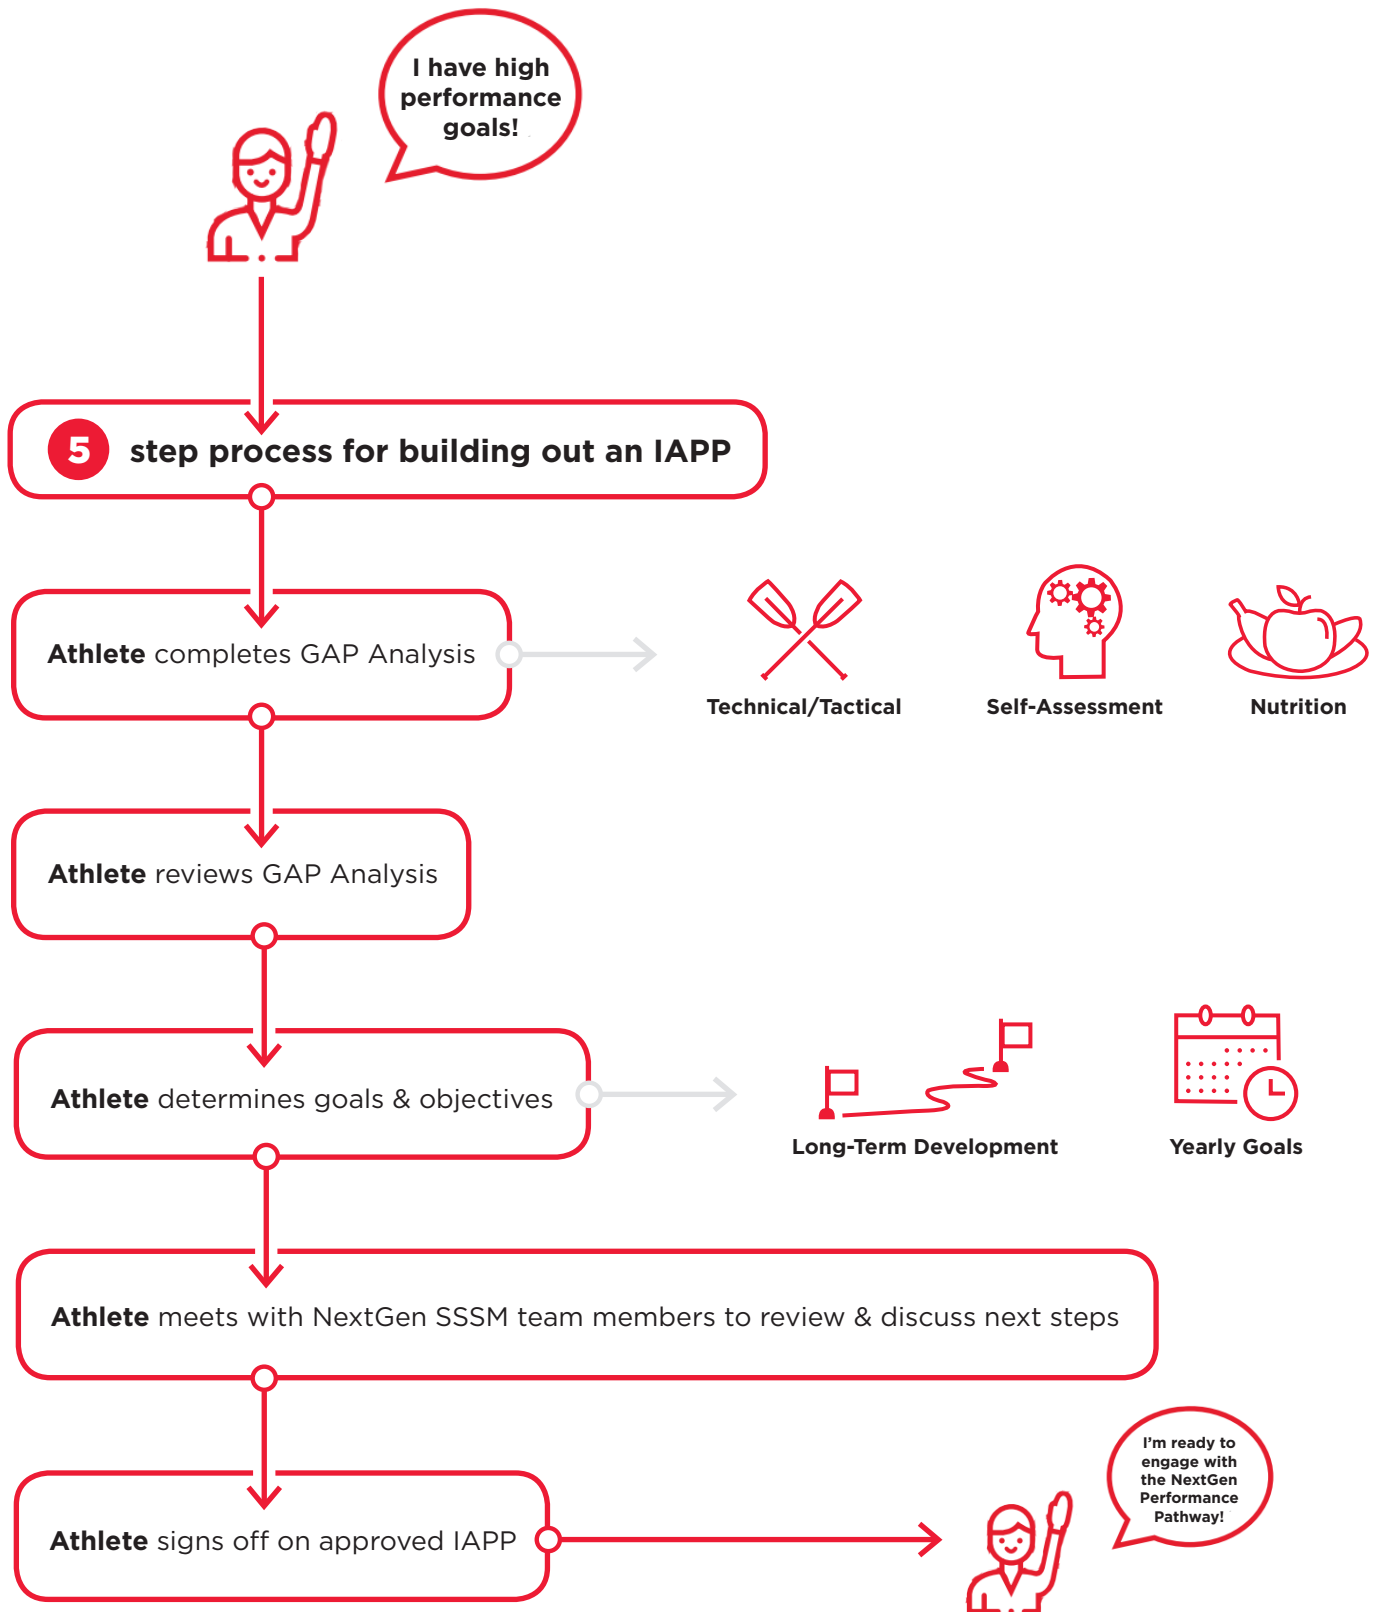 I have high
performance
goals!
5 step process for building out an IAPP
Athlete completes GAP Analysis
Technical/Tactical
Self-Assessment
Nutrition
Athlete reviews GAP Analysis
Athlete determines goals & objectives
Long-Term Development
Yearly Goals
Athlete meets with NextGen SSSM team members to review & discuss next steps
I'm ready to
engage with
the NextGen
Performance
Pathway!
Athlete signs off on approved IAPP